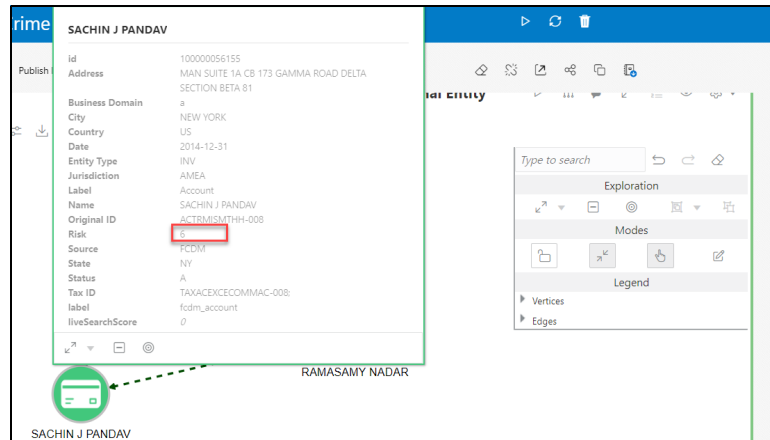 rime
SACHIN J PANDAV
Publish
id 100000056155
Address MAN SUITE 1A CB 173 GAMMA ROAD DELTA
SECTION BETA 81
Business Domain a
City NEW YORK
Country US
Date 2014-12-31
Entity Type INV
Jurisdiction AMEA
Label Account
Name SACHIN J PANDAV
Original ID ACTRMISMTHH-008
Risk 6
Source FCDM
State NY
Status A
Tax ID TAXACEXCECOMMAC-008;
label fcdm_account
liveSearchScore 0
ial Entity
Type to search
Exploration
Modes
Legend
Vertices
Edges
RAMASAMY NADAR
SACHIN J PANDAV